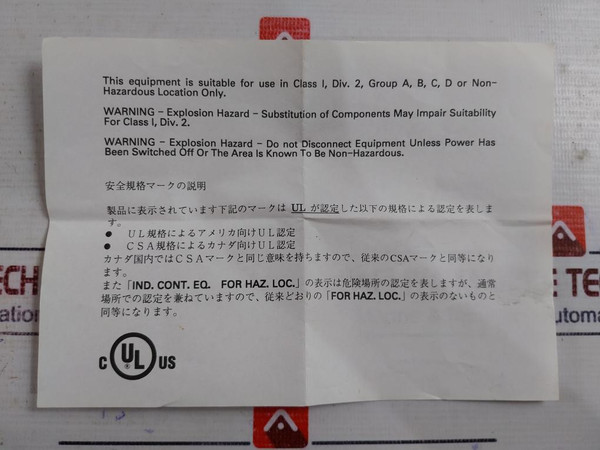 This equipment is suitable for use in Class I, Div. 2, Group A, B, C, D or Non-
Hazardous Location Only.
WARNING – Explosion Hazard – Substitution of Components May Impair Suitability
For Class I, Div. 2.
WARNING – Explosion Hazard – Do not Disconnect Equipment Unless Power Has
Been Switched Off Or The Area Is Known To Be Non-Hazardous.
安全規格マークの説明
製品に表示されています下記のマークは UL が認定した以下の規格による認定を表しま
す。
● UL規格によるアメリカ向けUL認定
● CSA規格によるカナダ向けUL認定
カナダ国内ではCSAマークと同じ意味を持ちますので、従来のCSAマークと同等になり
ます。
また「IND. CONT. EQ. FOR HAZ. LOC.」の表示は危険場所の認定を表しますが、通常
場所での認定を兼ねていますので、従来どおりの「FOR HAZ. LOC.」の表示のないものと
同等になります。
C UL US
®